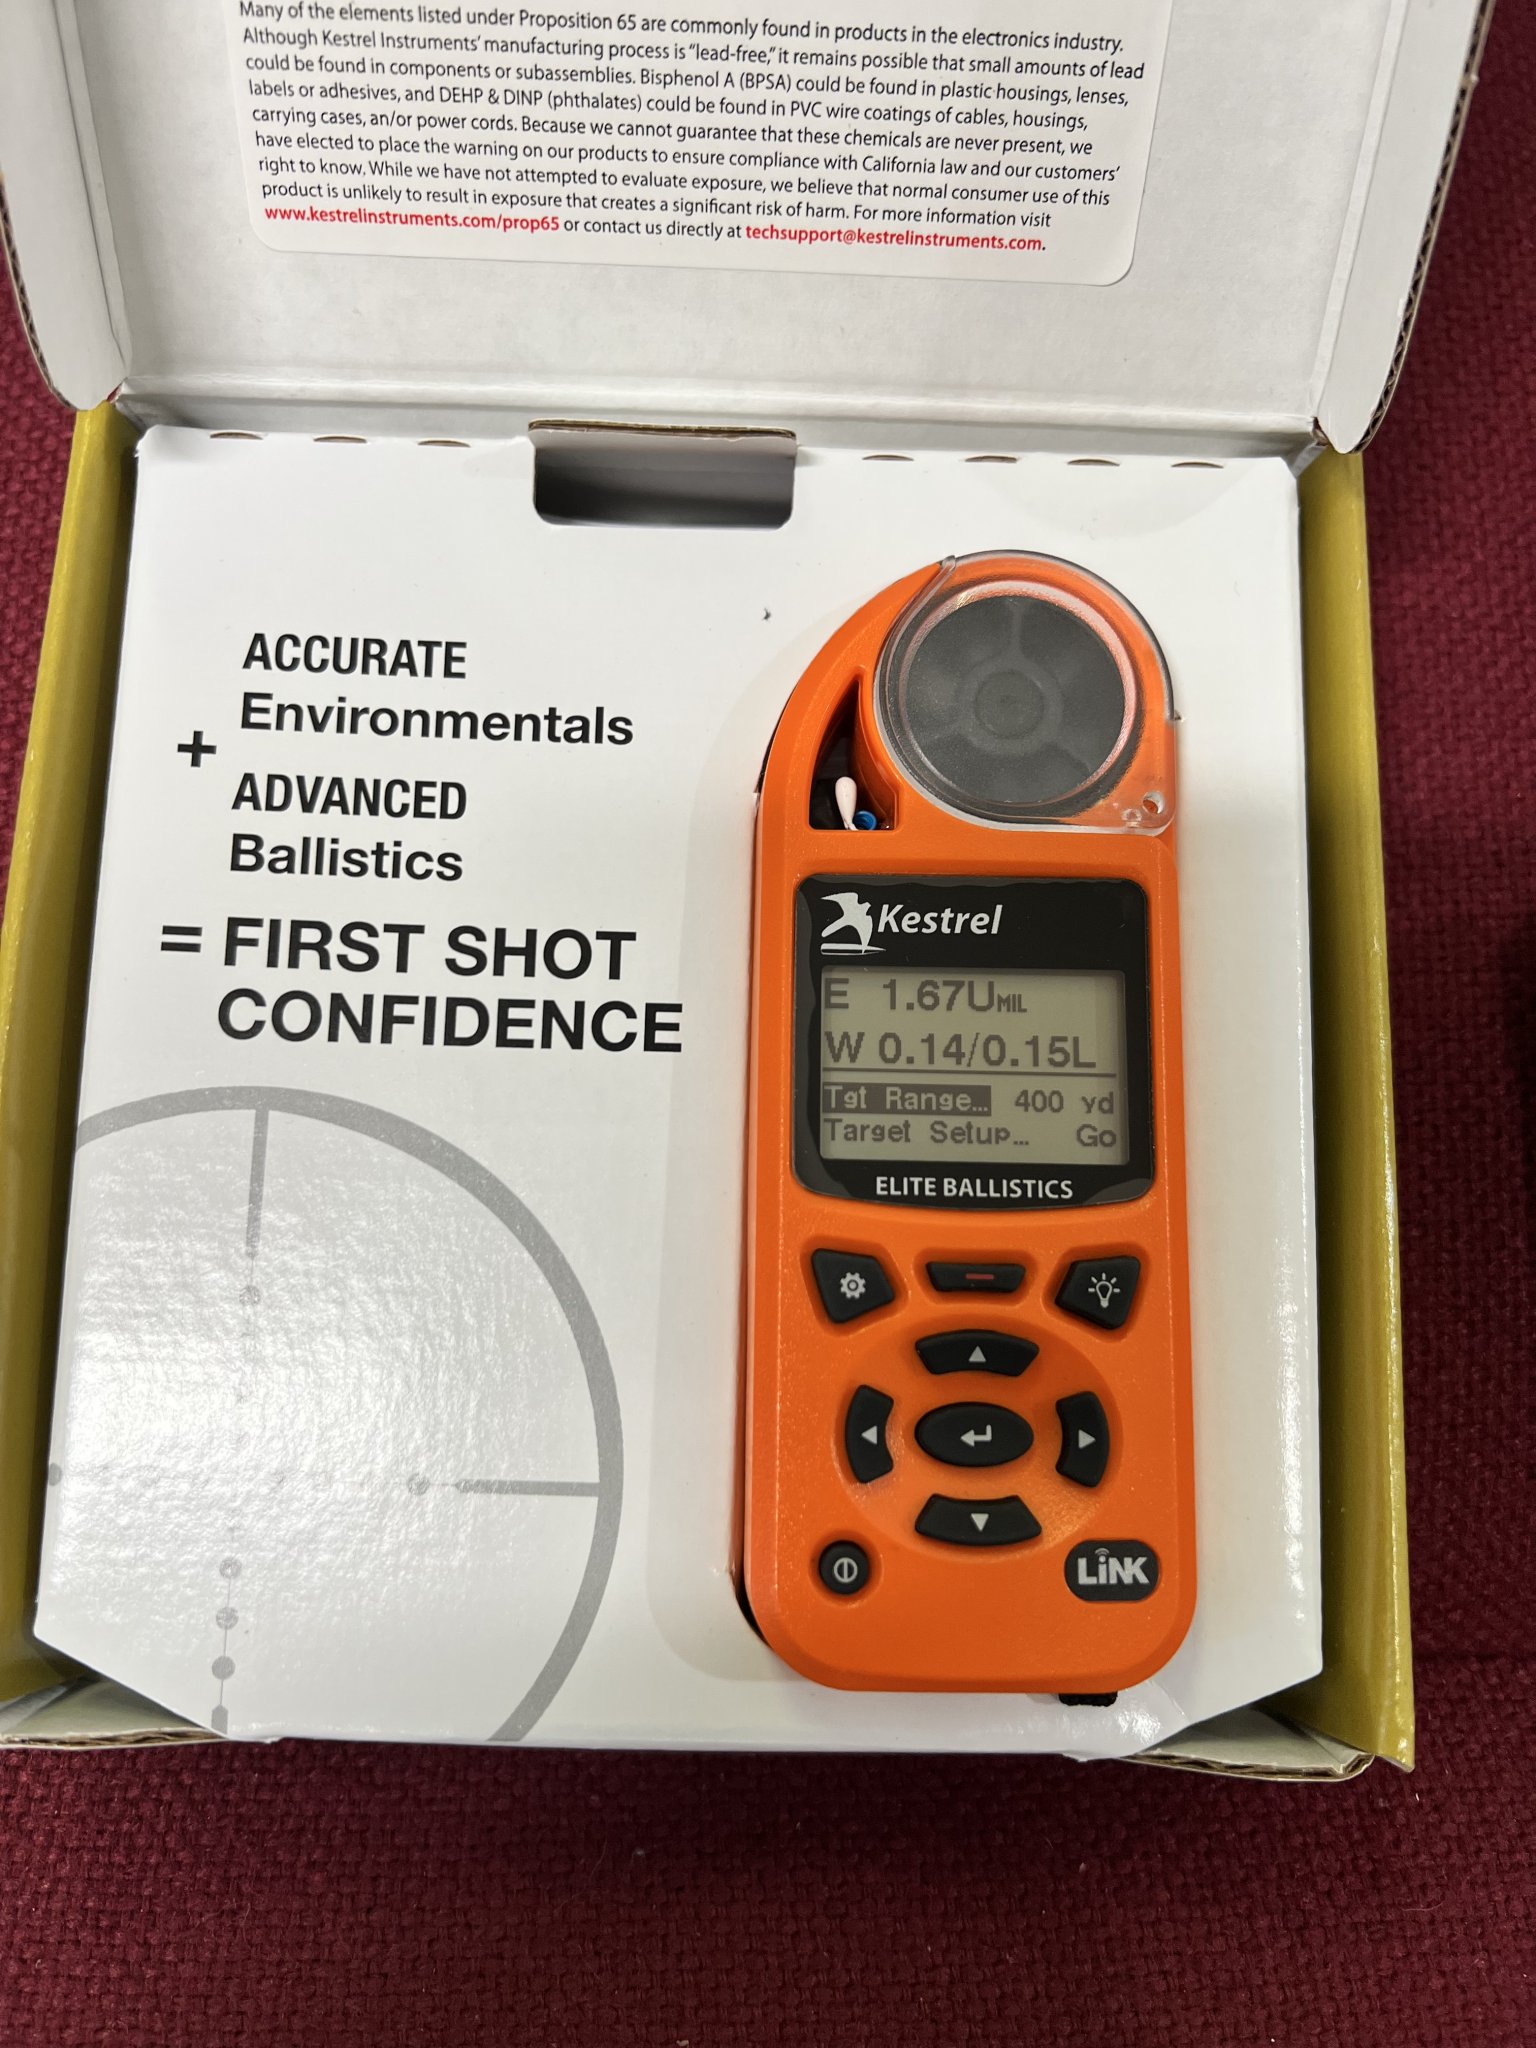 Many of the elements listed under Proposition 65 are commonly found in products in the electronics industry.
Although Kestrel Instruments' manufacturing process is "lead-free," it remains possible that small amounts of lead
could be found in components or subassemblies. Bisphenol A (BPSA) could be found in plastic housings, lenses,
labels or adhesives, and DEHP & DINP (phthalates) could be found in PVC wire coatings of cables, housings,
carrying cases, an/or power cords. Because we cannot guarantee that these chemicals are never present, we
have elected to place the warning on our products to ensure compliance with California law and our customers'
right to know. While we have not attempted to evaluate exposure, we believe that normal consumer use of this
product is unlikely to result in exposure that creates a significant risk of harm. For more information visit
www.kestrelinstruments.com/prop65 or contact us directly at techsupport@kestrelinstruments.com.
ACCURATE
Environmentals
+
ADVANCED
Ballistics
= FIRST SHOT
CONFIDENCE
Kestrel
E 1.67UMIL
W 0.14/0.15L
Tgt Range... 400 yd
Target Setup... Go
ELITE BALLISTICS
LiNK